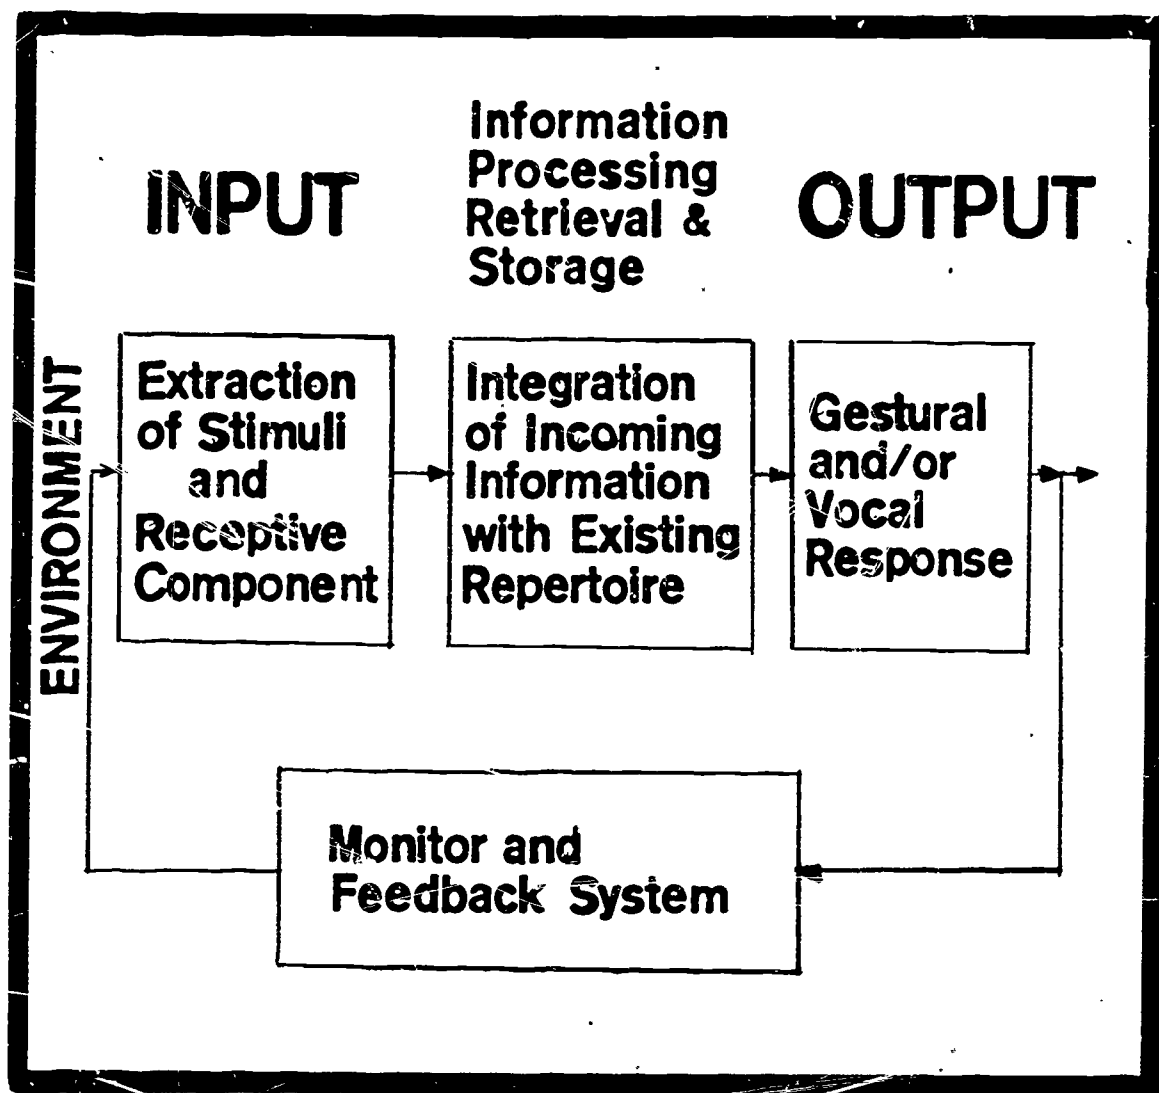 INPUT
Information
Processing
Retrieval &
Storage
OUTPUT
ENVIRONMENT
Extraction
of Stimuli
and
Receptive
Component
Integration
of Incoming
Information
with Existing
Repertoire
Gestural
and/or
Vocal
Response
Monitor and
Feedback System